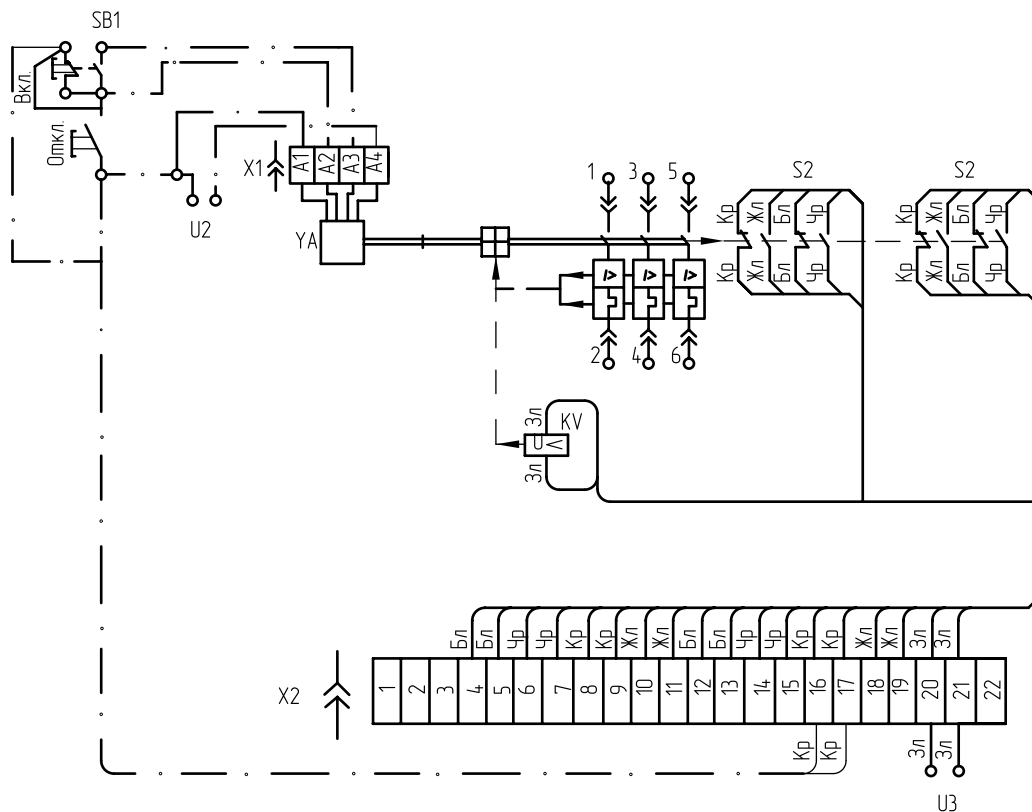 SB1
Вкл.
Откл.
X1
A1 A2 A3 A4
U2
YA
1 3 5
I> I> I>
2 4 6
S2 S2
Кр Жл Бл Чр Кр Жл Бл Чр
Кр Жл Бл Чр Кр Жл Бл Чр
Зл
KV
U<
Зл
Бл Бл Чр Чр Кр Кр Жл Жл Бл Бл Чр Чр Кр Кр Жл Жл Зл Зл
X2
1 2 3 4 5 6 7 8 9 10 11 12 13 14 15 16 17 18 19 20 21 22
Кр Кр Зл Зл
U3